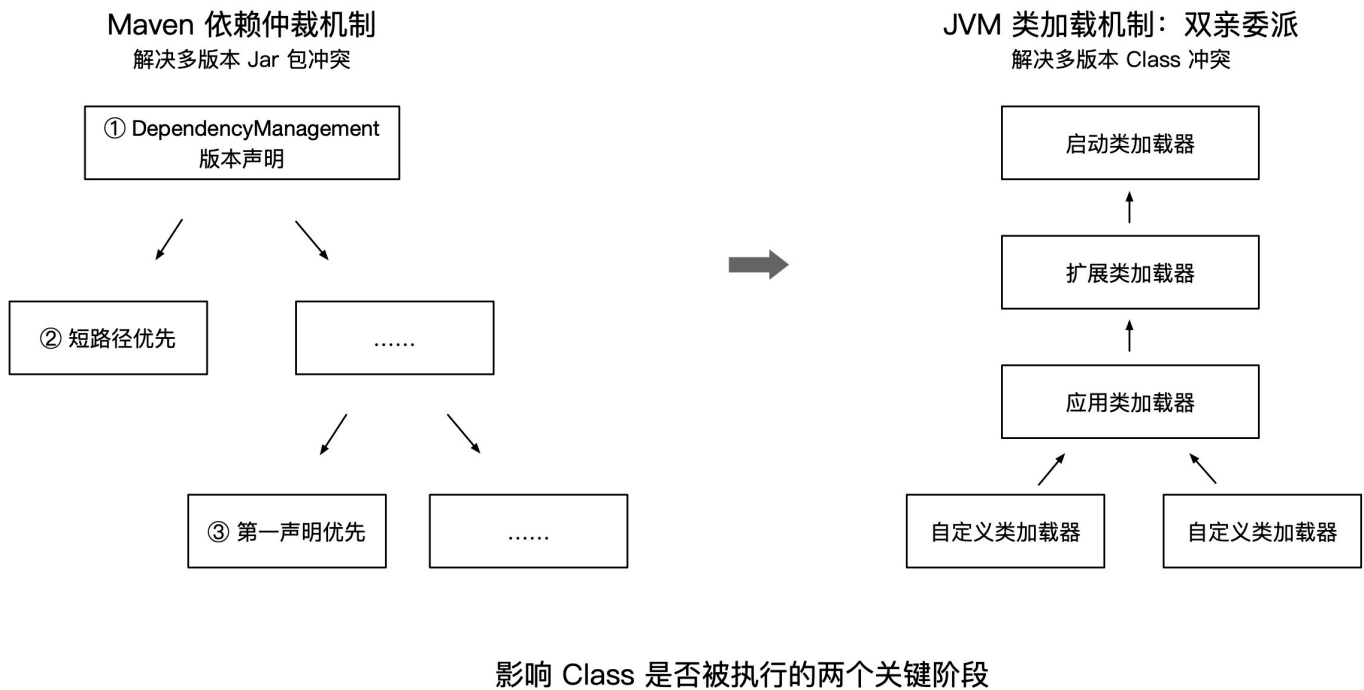 Maven 依赖仲裁机制
解决多版本 Jar 包冲突
① DependencyManagement
版本声明
② 短路径优先
……
③ 第一声明优先
……
JVM 类加载机制：双亲委派
解决多版本 Class 冲突
启动类加载器
扩展类加载器
应用类加载器
自定义类加载器
自定义类加载器
影响 Class 是否被执行的两个关键阶段